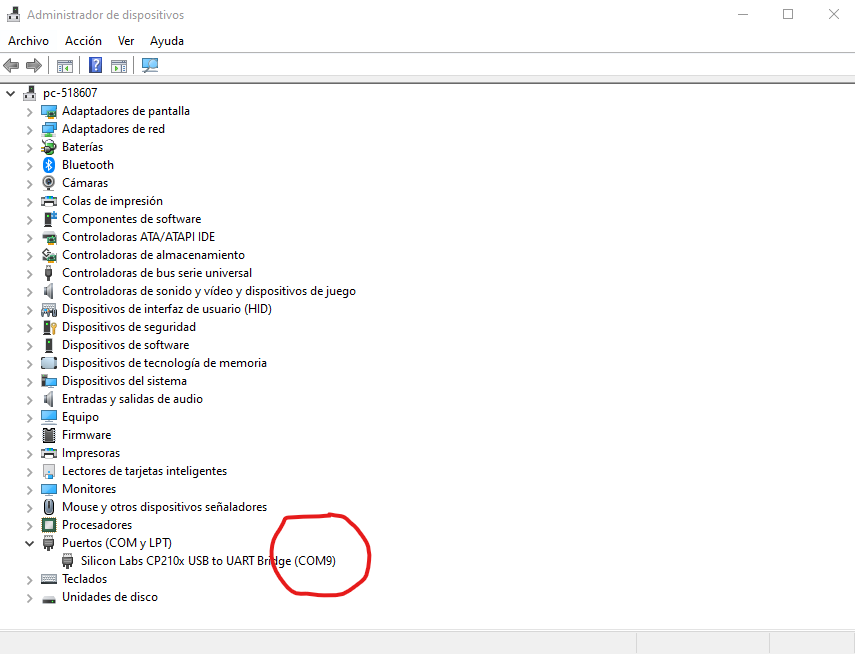 Administrador de dispositivos
Archivo Acción Ver Ayuda
pc-518607
Adaptadores de pantalla
Adaptadores de red
Baterías
Bluetooth
Cámaras
Colas de impresión
Componentes de software
Controladoras ATA/ATAPI IDE
Controladoras de almacenamiento
Controladoras de bus serie universal
Controladoras de sonido y vídeo y dispositivos de juego
Dispositivos de interfaz de usuario (HID)
Dispositivos de seguridad
Dispositivos de software
Dispositivos de tecnología de memoria
Dispositivos del sistema
Entradas y salidas de audio
Equipo
Firmware
Impresoras
Lectores de tarjetas inteligentes
Monitores
Mouse y otros dispositivos señaladores
Procesadores
Puertos (COM y LPT)
Silicon Labs CP210x USB to UART Bridge (COM9)
Teclados
Unidades de disco